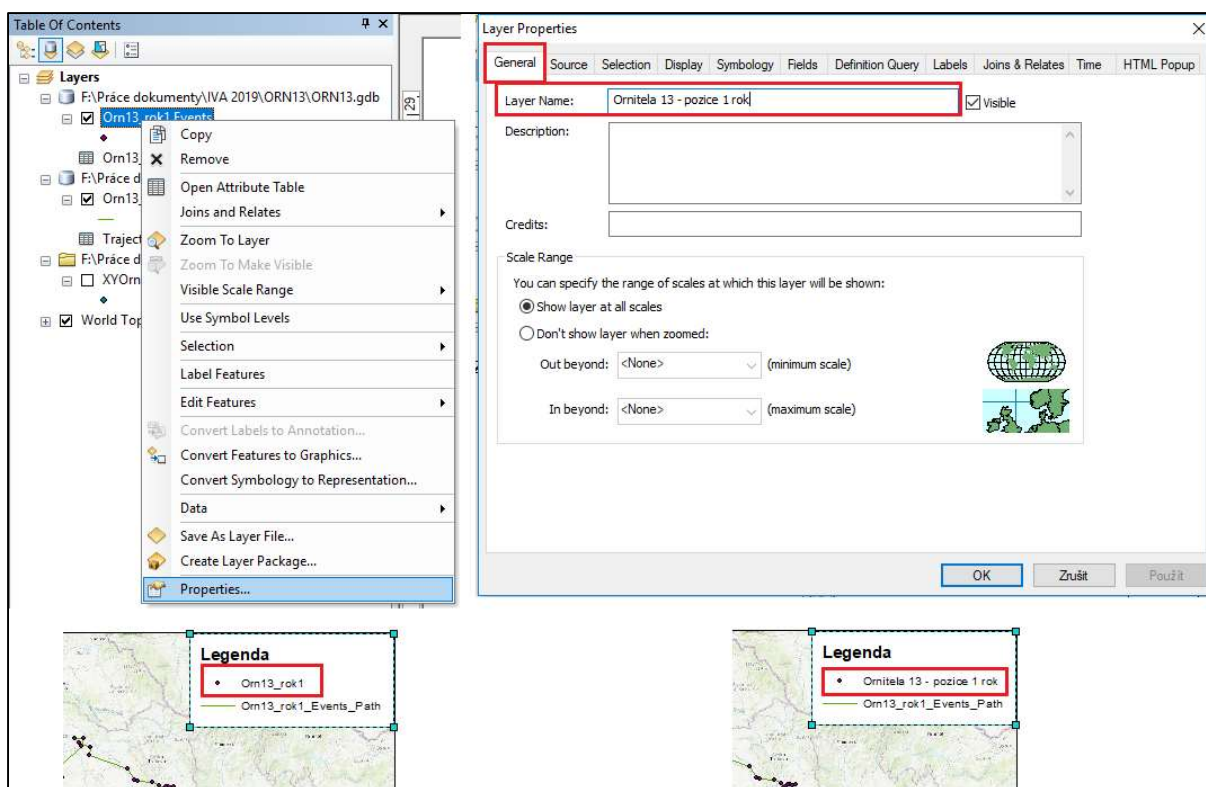 Table Of Contents
Layers
F:\Práce dokumenty\IVA 2019\ORN13\ORN13.gdb
Orn13_rok1 Events
Orn13_
F:\Práce d
Orn13_
Traject
F:\Práce d
XYOrn
World Top
Copy
Remove
Open Attribute Table
Joins and Relates
Zoom To Layer
Zoom To Make Visible
Visible Scale Range
Use Symbol Levels
Selection
Label Features
Edit Features
Convert Labels to Annotation...
Convert Features to Graphics...
Convert Symbology to Representation...
Data
Save As Layer File...
Create Layer Package...
Properties...
29
Layer Properties
General Source Selection Display Symbology Fields Definition Query Labels Joins & Relates Time HTML Popup
Layer Name: Ornitela 13 - pozice 1 rok Visible
Description:
Credits:
Scale Range
You can specify the range of scales at which this layer will be shown:
Show layer at all scales
Don't show layer when zoomed:
Out beyond: <None> (minimum scale)
In beyond: <None> (maximum scale)
OK Zrušit Použít
Legenda
Orn13_rok1
Orn13_rok1_Events_Path
Legenda
Ornitela 13 - pozice 1 rok
Orn13_rok1_Events_Path